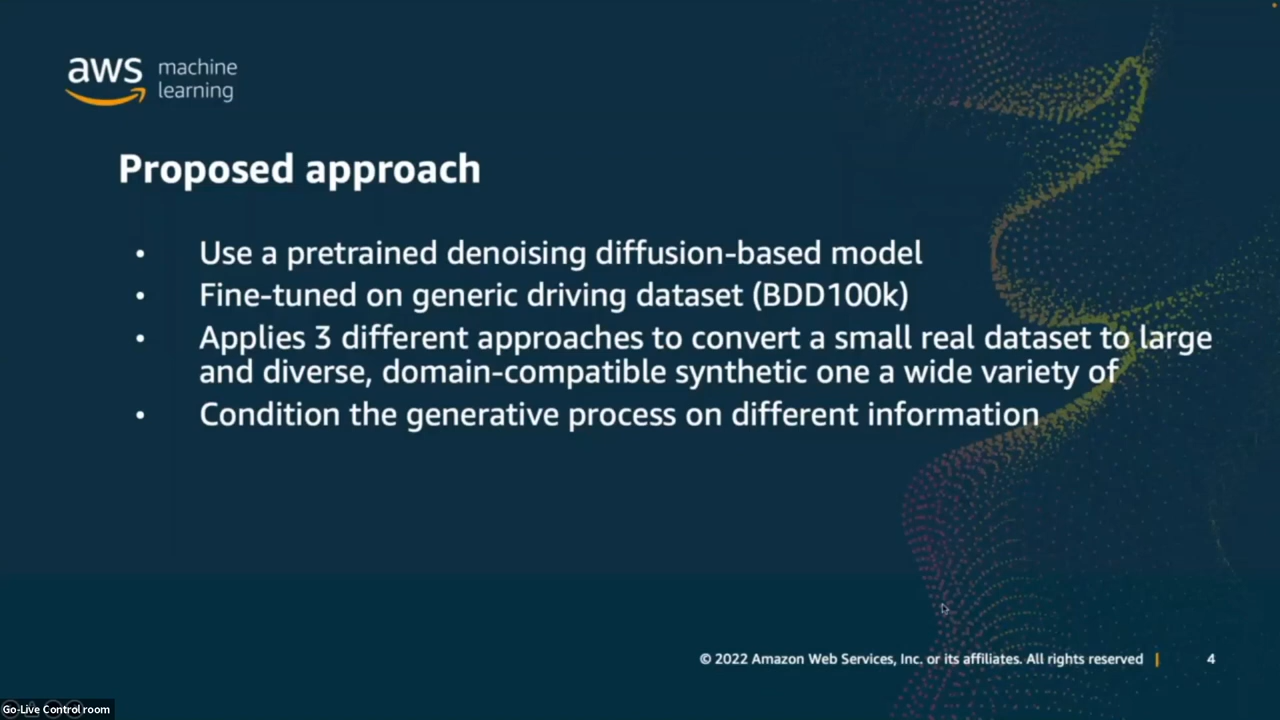 aws machine
learning
Proposed approach
• Use a pretrained denoising diffusion-based model
• Fine-tuned on generic driving dataset (BDD100k)
• Applies 3 different approaches to convert a small real dataset to large
and diverse, domain-compatible synthetic one a wide variety of
• Condition the generative process on different information
© 2022 Amazon Web Services, Inc. or its affiliates. All rights reserved | 4
Go-Live Control room